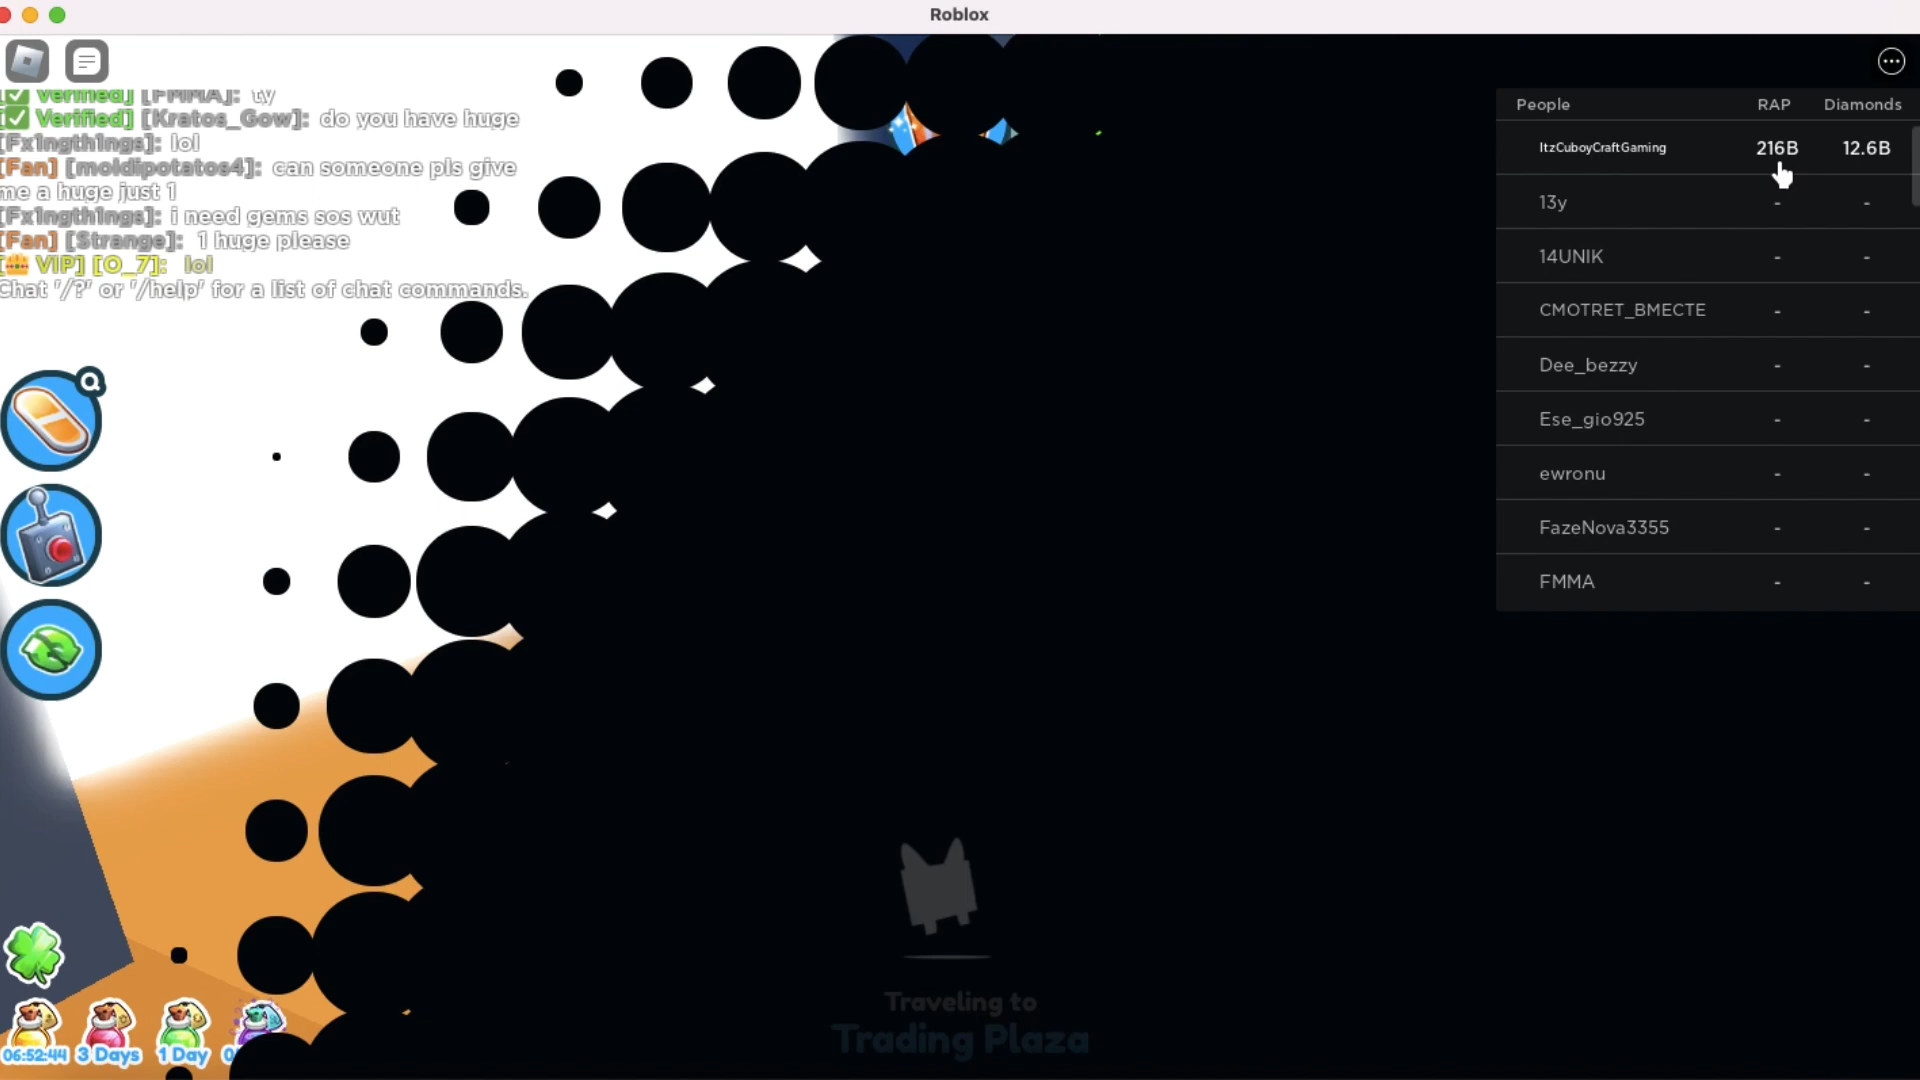 Roblox
Verified] [FMMA]: ty
Verified] [Kratos_Gow]: do you have huge
[Fx1ngth1ngs]: lol
[Fan] [moldipotatos4]: can someone pls give
me a huge just 1
[Fx1ngth1ngs]: i need gems sos wut
[Fan] [Strange]: 1 huge please
VIP] [O_7]: lol
Chat '/?' or '/help' for a list of chat commands.
Q
People RAP Diamonds
ItzCuboyCraftGaming 216B 12.6B
13y - -
14UNIK - -
CMOTRET_BMECTE - -
Dee_bezzy - -
Ese_gio925 - -
ewronu - -
FazeNova3355 - -
FMMA - -
Traveling to
Trading Plaza
06:52:44 3 Days 1 Day